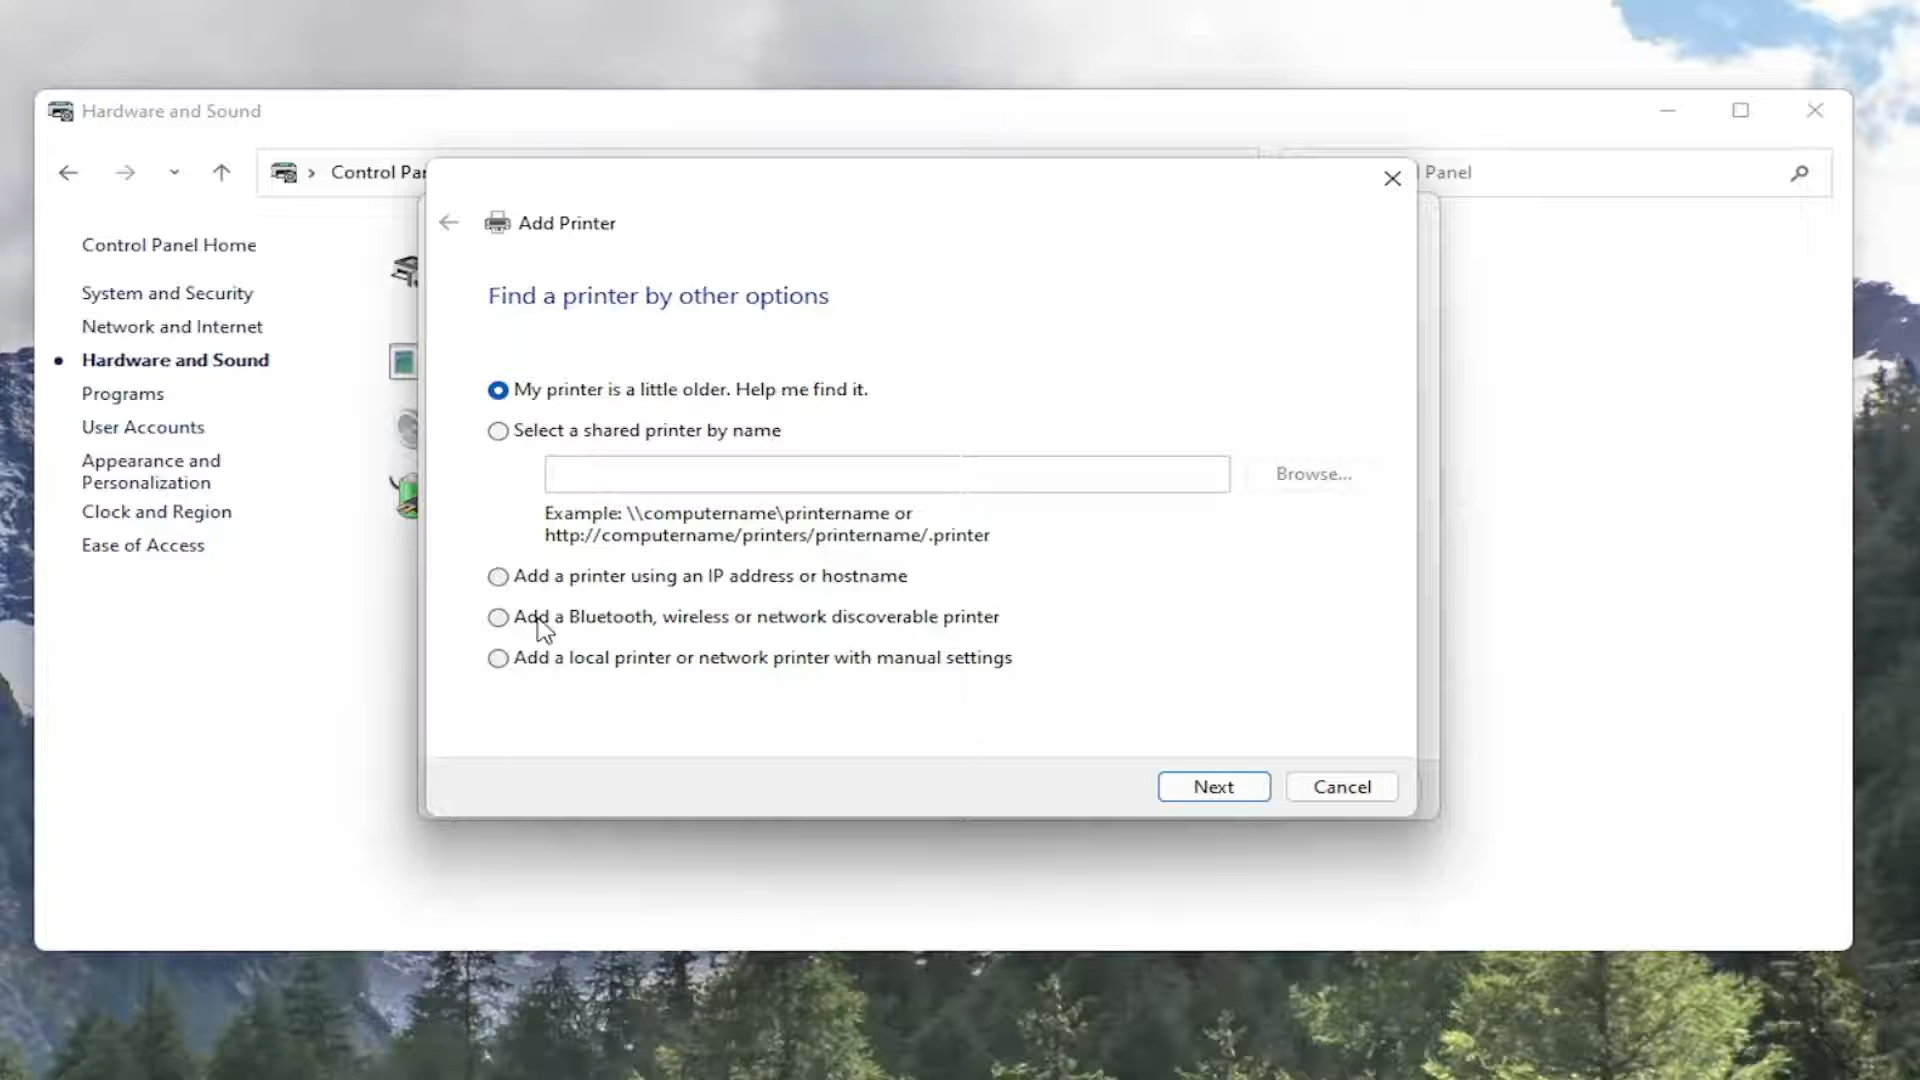 Hardware and Sound
Control Par
Panel
Control Panel Home
System and Security
Network and Internet
Hardware and Sound
Programs
User Accounts
Appearance and
Personalization
Clock and Region
Ease of Access
Add Printer
Find a printer by other options
My printer is a little older. Help me find it.
Select a shared printer by name
Browse...
Example: \\computername\printername or
http://computername/printers/printername/.printer
Add a printer using an IP address or hostname
Add a Bluetooth, wireless or network discoverable printer
Add a local printer or network printer with manual settings
Next
Cancel